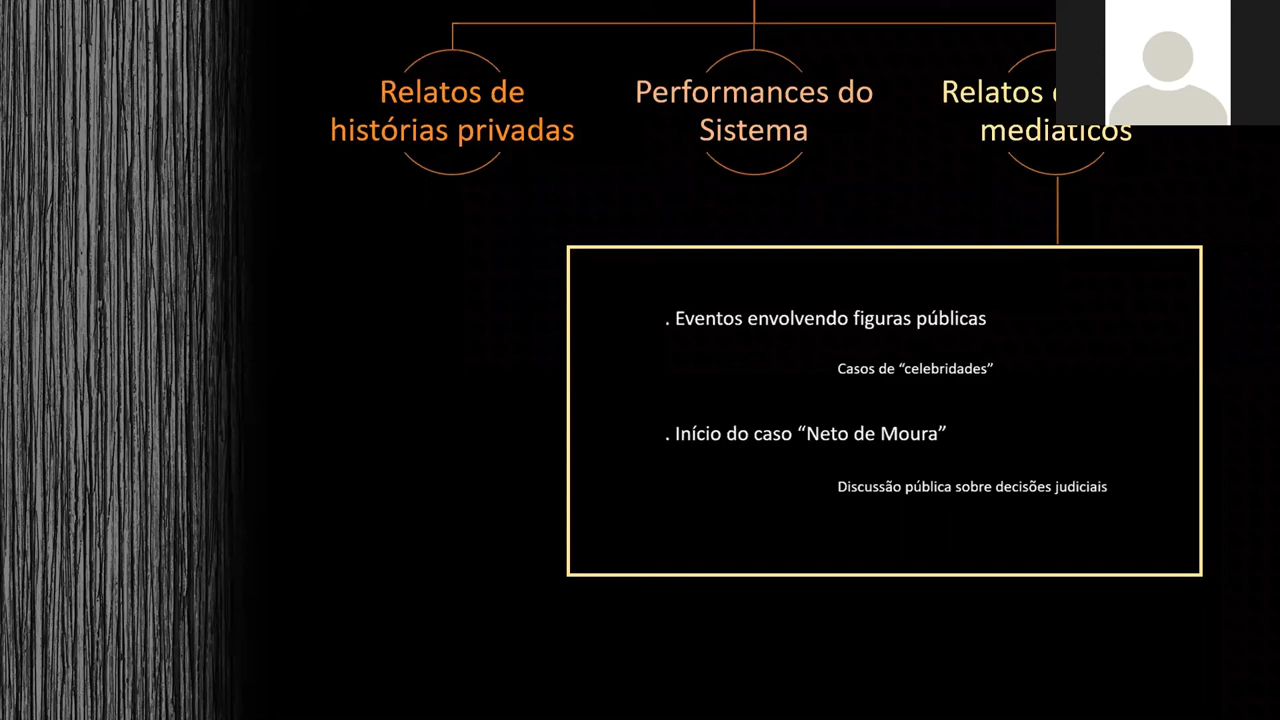 Relatos de
histórias privadas
Performances do
Sistema
Relatos
mediáticos
. Eventos envolvendo figuras públicas
Casos de “celebridades”
. Início do caso “Neto de Moura”
Discussão pública sobre decisões judiciais